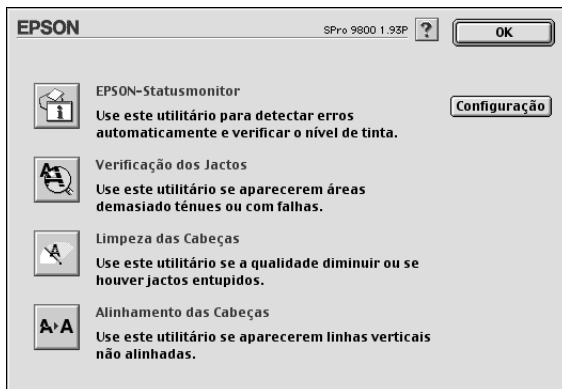 EPSON
SPro 9800 1.93P
?
OK
EPSON-Statusmonitor
Use este utilitário para detectar erros
automaticamente e verificar o nível de tinta.
Configuração
Verificação dos Jactos
Use este utilitário se aparecerem áreas
demasiado ténues ou com falhas.
Limpeza das Cabeças
Use este utilitário se a qualidade diminuir ou se
houver jactos entupidos.
Alinhamento das Cabeças
Use este utilitário se aparecerem linhas verticais
não alinhadas.